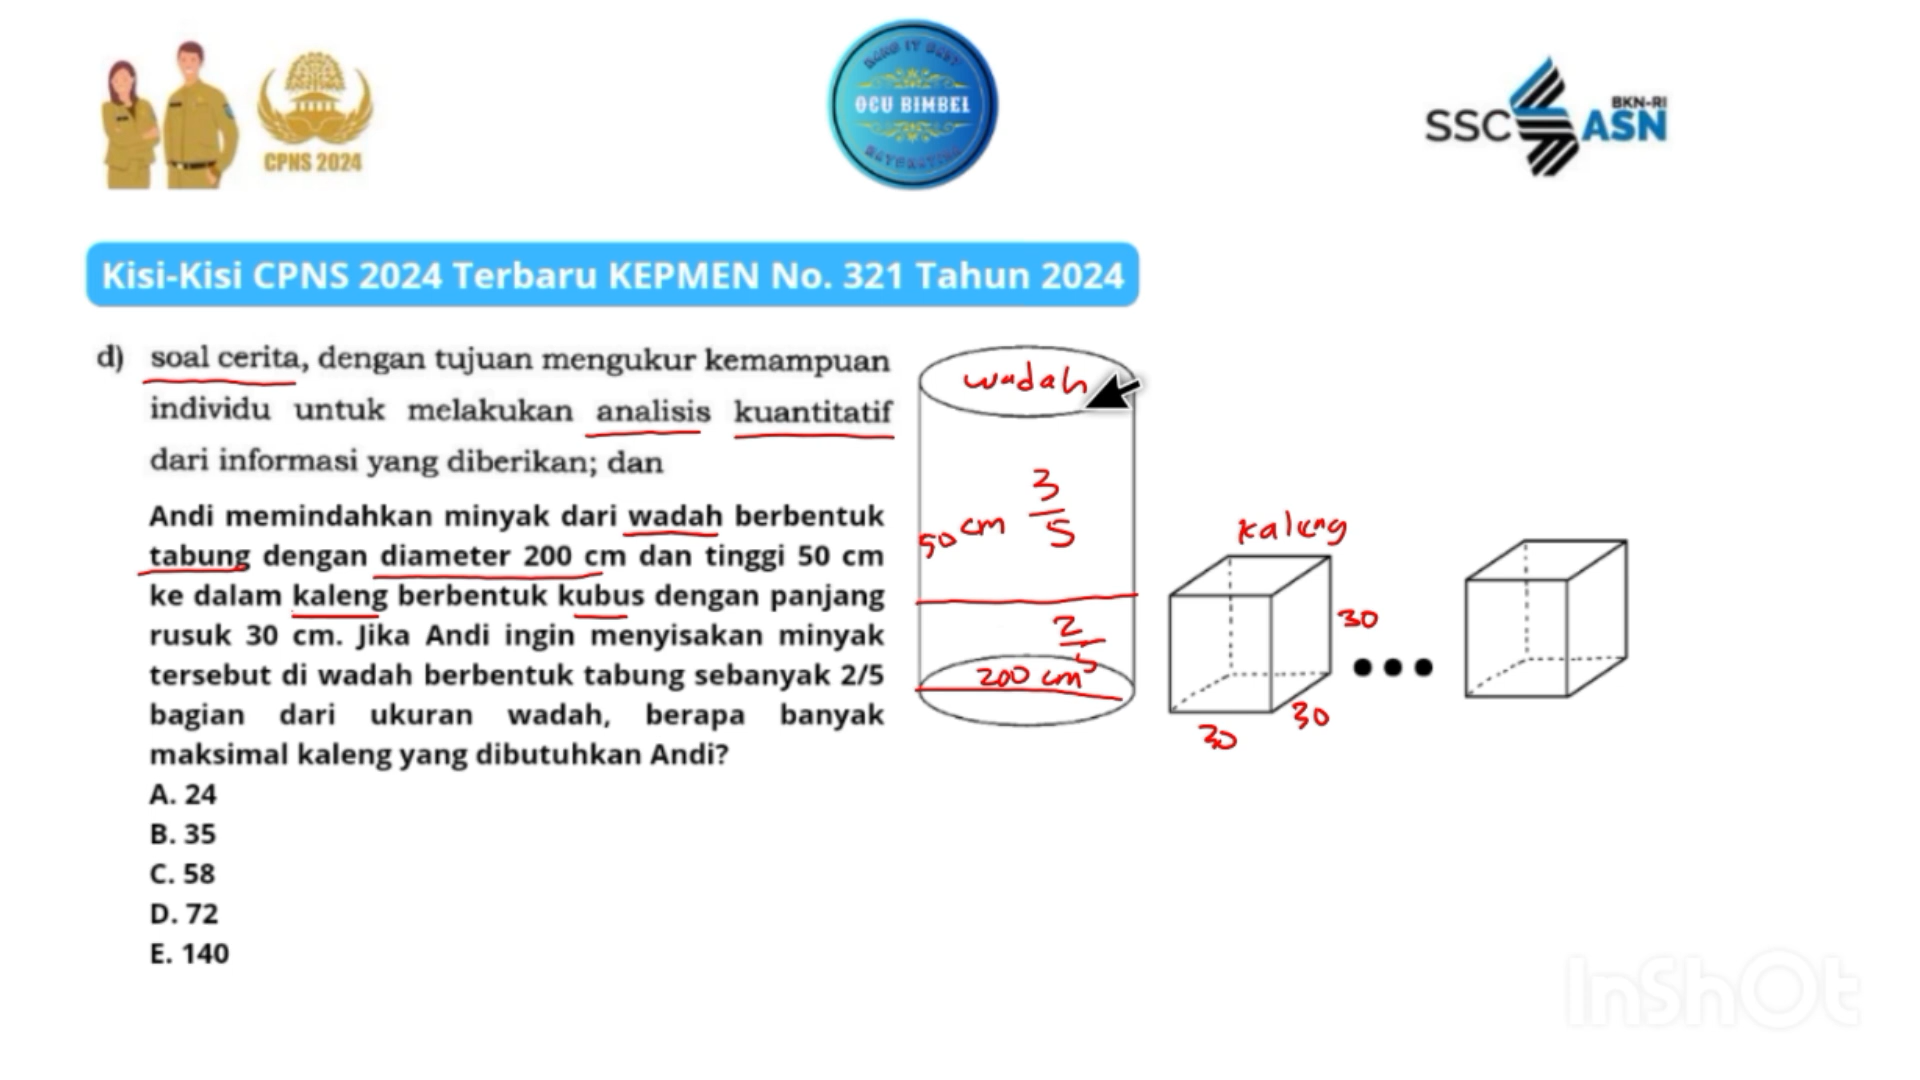 CPNS 2024
OCU BIMBEL
SSC ASN
BKN-RI
Kisi-Kisi CPNS 2024 Terbaru KEPMEN No. 321 Tahun 2024
d) soal cerita, dengan tujuan mengukur kemampuan
individu untuk melakukan analisis kuantitatif
dari informasi yang diberikan; dan
Andi memindahkan minyak dari wadah berbentuk
tabung dengan diameter 200 cm dan tinggi 50 cm
ke dalam kaleng berbentuk kubus dengan panjang
rusuk 30 cm. Jika Andi ingin menyisakan minyak
tersebut di wadah berbentuk tabung sebanyak 2/5
bagian dari ukuran wadah, berapa banyak
maksimal kaleng yang dibutuhkan Andi?
A. 24
B. 35
C. 58
D. 72
E. 140
wadah
3/5
50 cm
2/5
200 cm
kaleng
30
30
30
InShOt